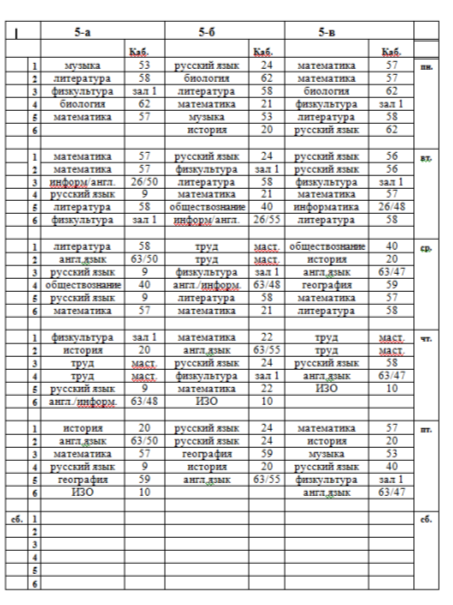 5-а 5-б 5-в
Каб. Каб. Каб.
1 музыка 53 русский язык 24 математика 57 пн.
2 литература 58 биология 62 математика 57
3 физкультура зал 1 литература 58 биология 62
4 биология 62 математика 21 физкультура зал 1
5 математика 57 музыка 53 литература 58
6 история 20 русский язык 62
1 математика 57 русский язык 24 русский язык 56 вт.
2 математика 57 физкультура зал 1 русский язык 56
3 информ/англ. 26/50 литература 58 физкультура зал 1
4 русский язык 9 математика 21 математика 57
5 литература 58 обществознание 40 информатика 26/48
6 физкультура зал 1 информ/англ. 26/55 литература 58
1 литература 58 труд маст. обществознание 40 ср.
2 англ.язык 63/50 труд маст. история 20
3 русский язык 9 физкультура зал 1 англ.язык 63/47
4 обществознание 40 англ./информ. 63/48 география 59
5 русский язык 9 литература 58 математика 57
6 математика 57 математика 21 литература 58
1 физкультура зал 1 математика 22 труд маст. чт.
2 история 20 англ.язык 63/55 труд маст.
3 труд маст. русский язык 24 русский язык 58
4 труд маст. физкультура зал 1 англ.язык 63/47
5 русский язык 9 математика 22 ИЗО 10
6 англ./информ. 63/48 ИЗО 10
1 история 20 русский язык 24 математика 57 пт.
2 англ.язык 63/50 русский язык 24 история 20
3 математика 57 география 59 музыка 53
4 русский язык 9 история 20 русский язык 40
5 география 59 англ.язык 63/55 физкультура зал 1
6 ИЗО 10 англ.язык 63/47
сб. 1 сб.
2
3
4
5
6